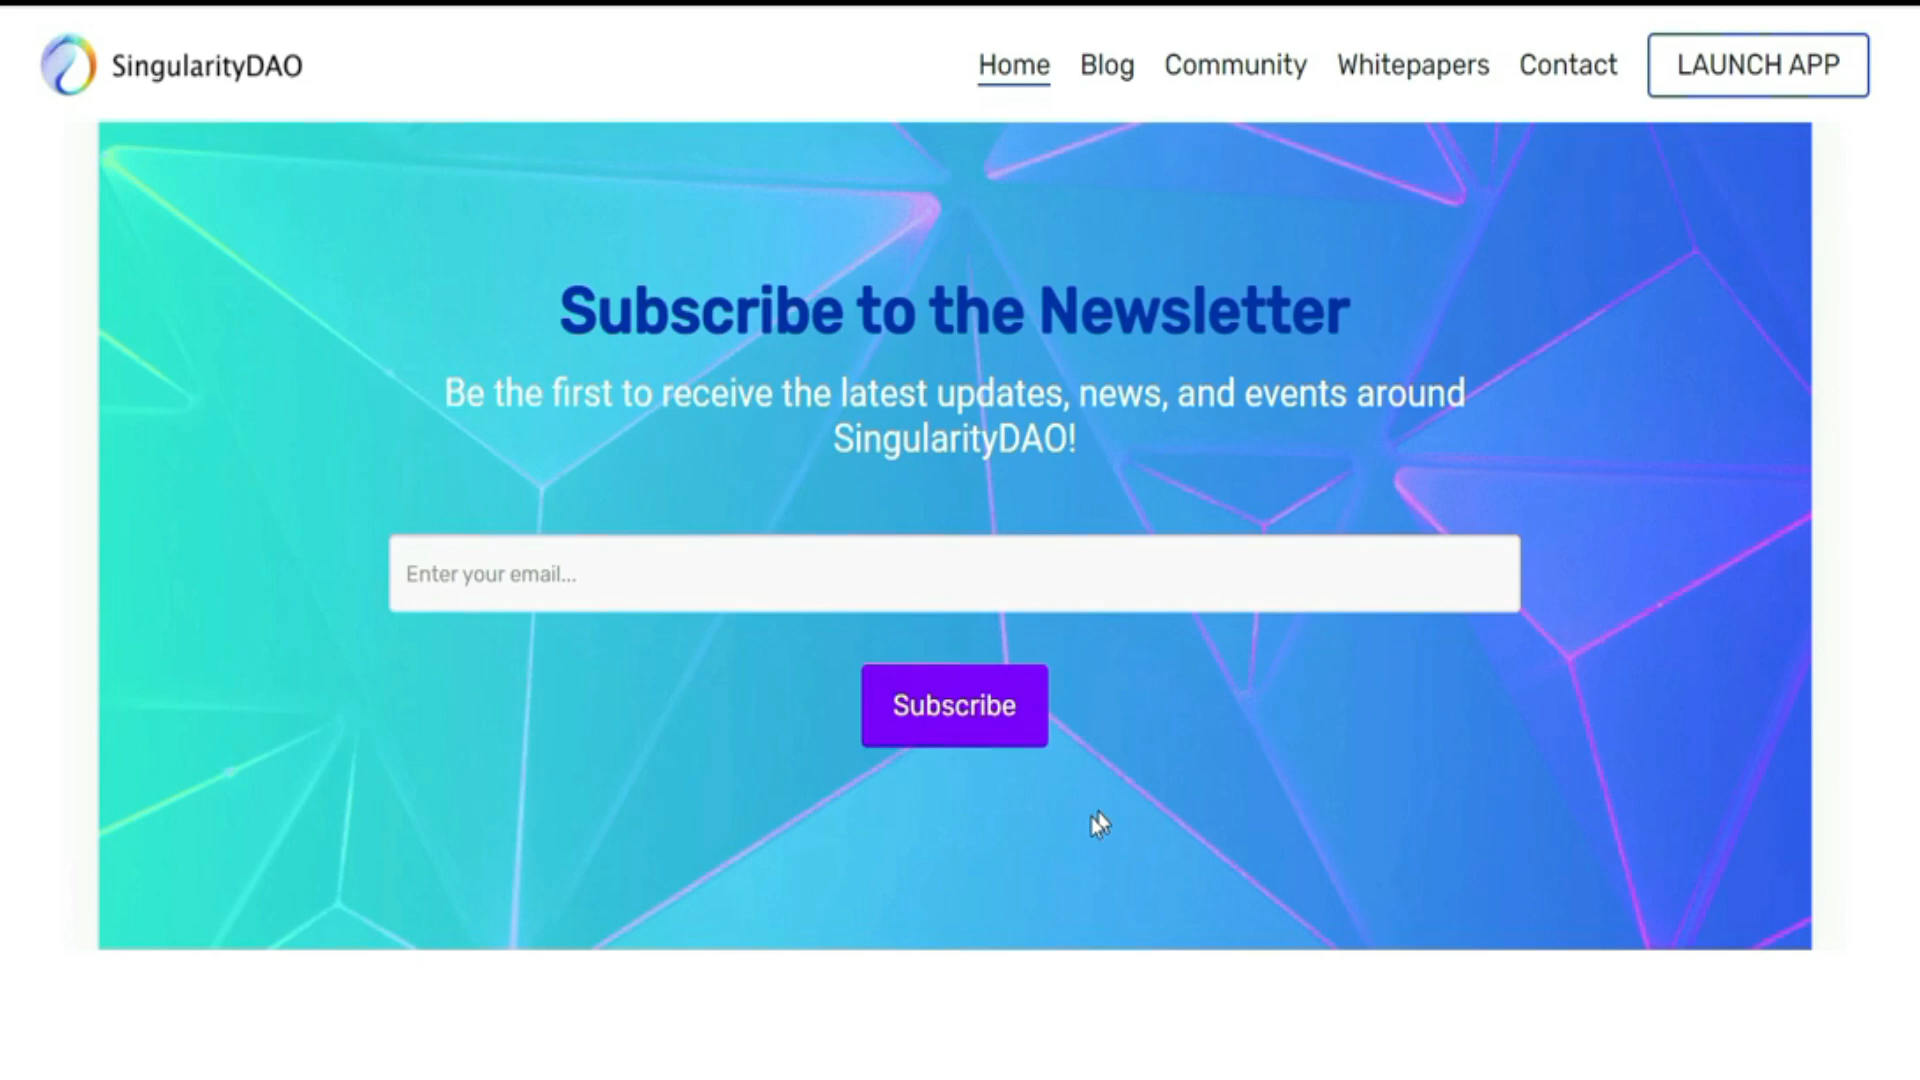 SingularityDAO
Home Blog Community Whitepapers Contact LAUNCH APP
Subscribe to the Newsletter
Be the first to receive the latest updates, news, and events around
SingularityDAO!
Enter your email...
Subscribe